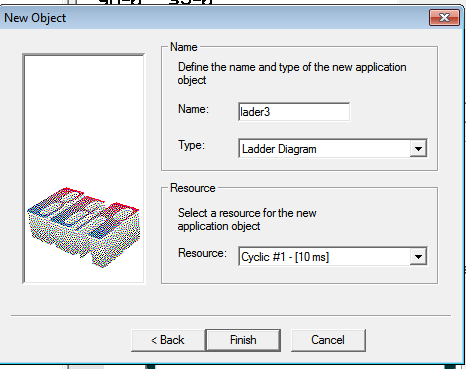 New Object
Name
Define the name and type of the new application
object
Name:
lader3
Type:
Ladder Diagram
Resource
Select a resource for the new
application object
Resource:
Cyclic #1 - [10 ms]
< Back
Finish
Cancel